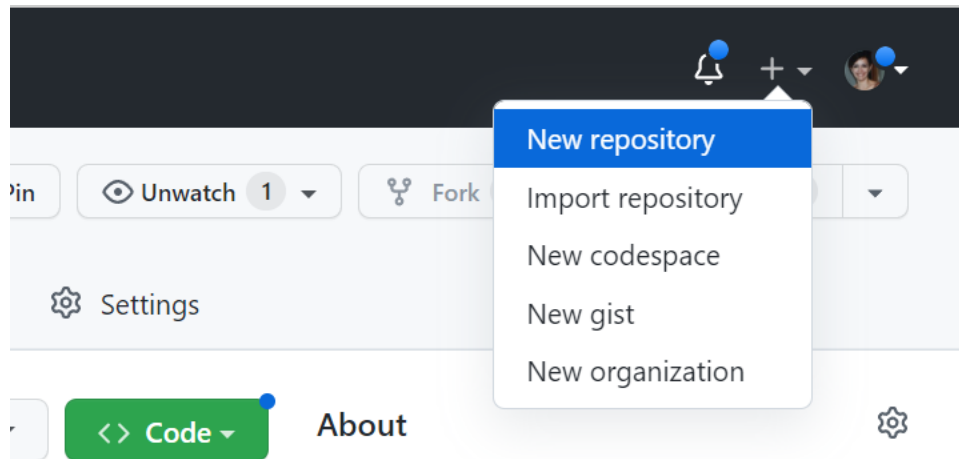 New repository
Pin
Unwatch 1
Fork
Import repository
New codespace
Settings
New gist
New organization
<> Code
About